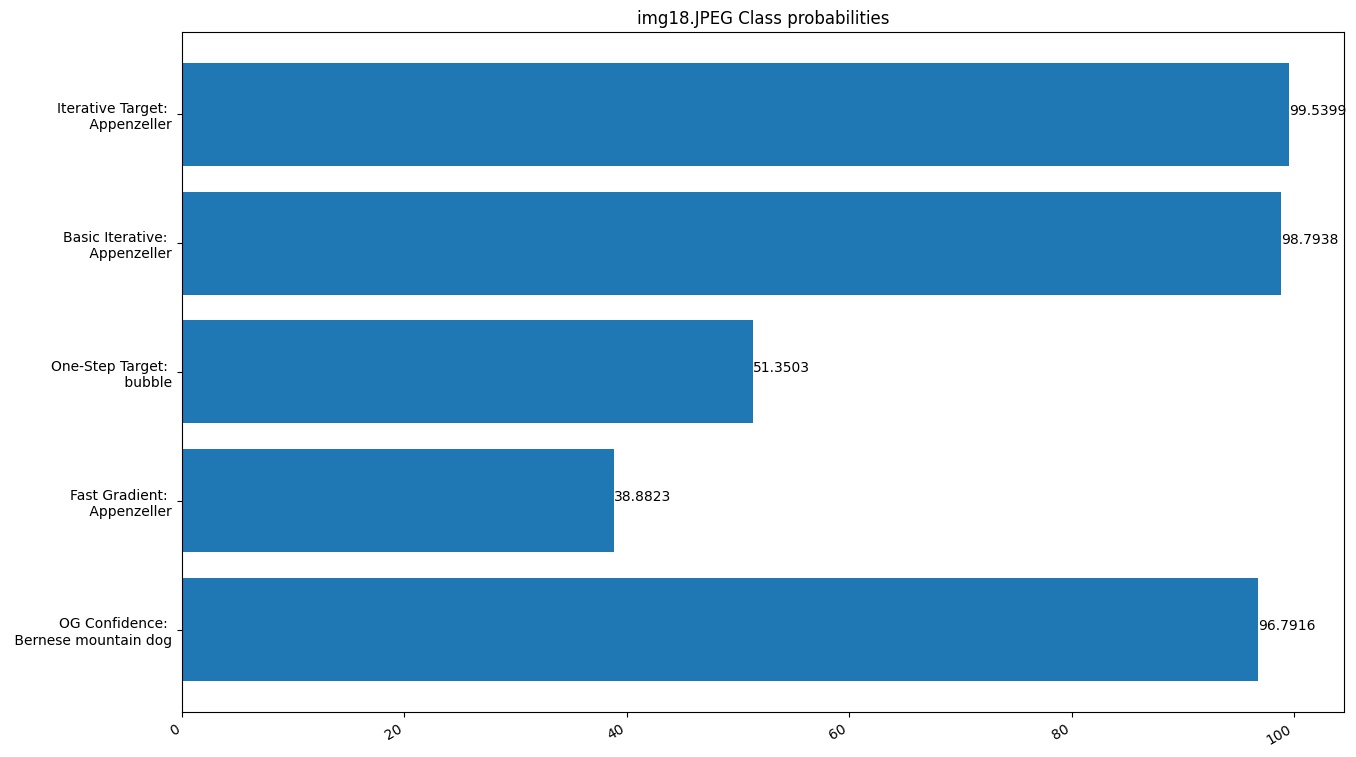 img18.JPEG Class probabilities
Iterative Target:
Appenzeller
99.5399
Basic Iterative:
Appenzeller
98.7938
One-Step Target:
bubble
51.3503
Fast Gradient:
Appenzeller
38.8823
OG Confidence:
Bernese mountain dog
96.7916
0
20
40
60
80
100